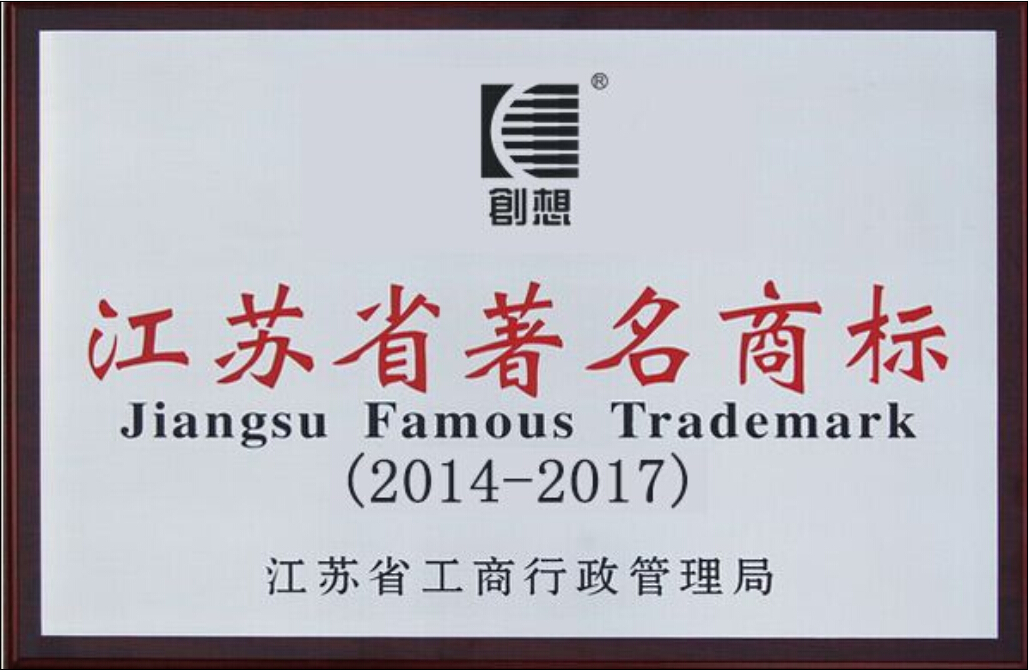 ®
創想
江苏省著名商标
Jiangsu Famous Trademark
(2014-2017)
江苏省工商行政管理局